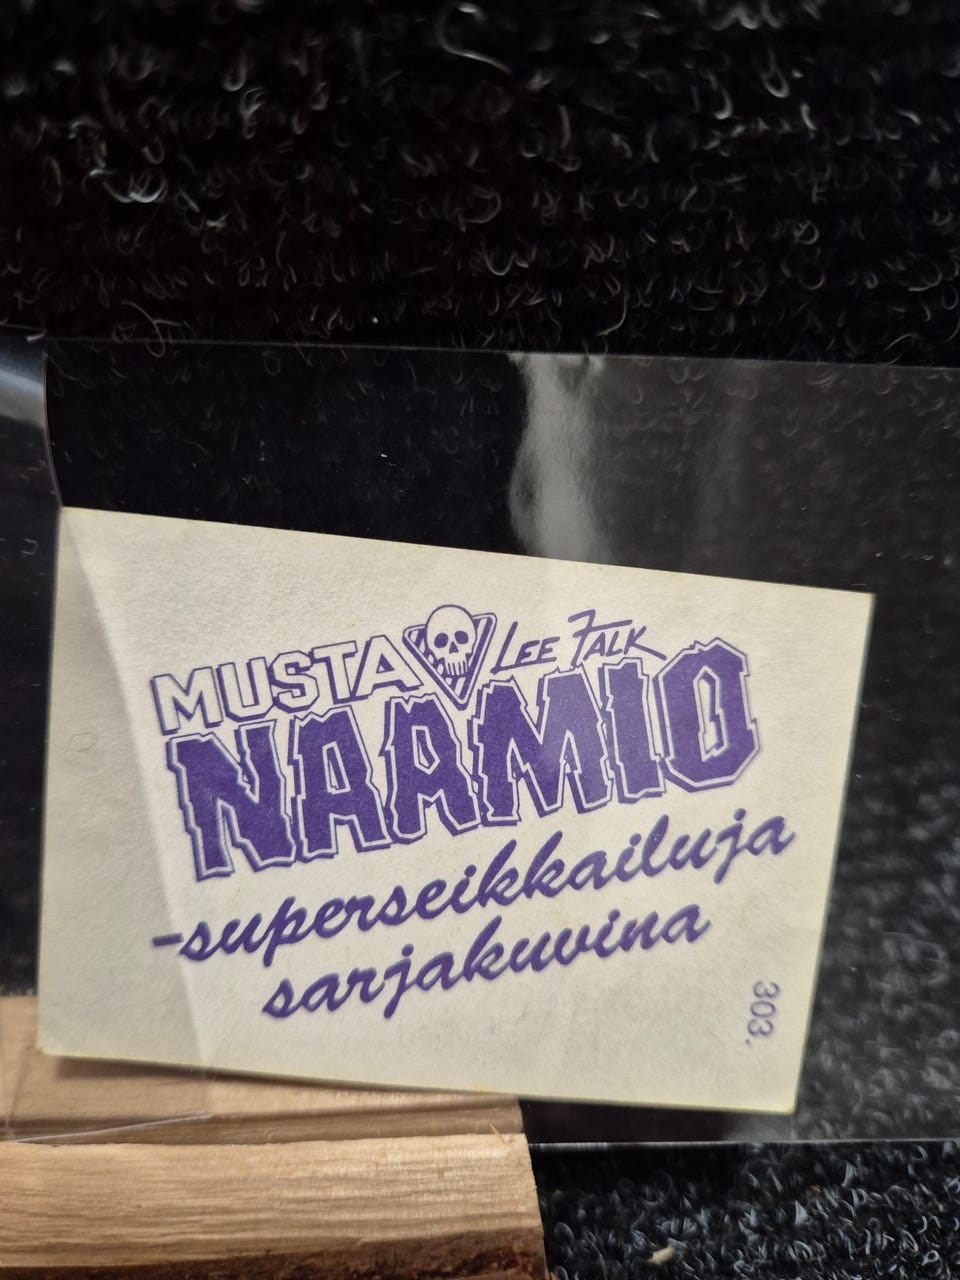 MUSTA LEE FALK
NAAMIO
-superseikkailuja
sarjakuvina
303.